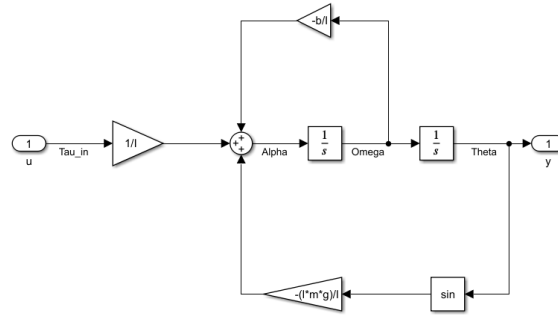 -b/I
1
u
Tau_in
1/I
+
+
+
Alpha
1
s
Omega
1
s
Theta
1
y
-(l*m*g)/I
sin